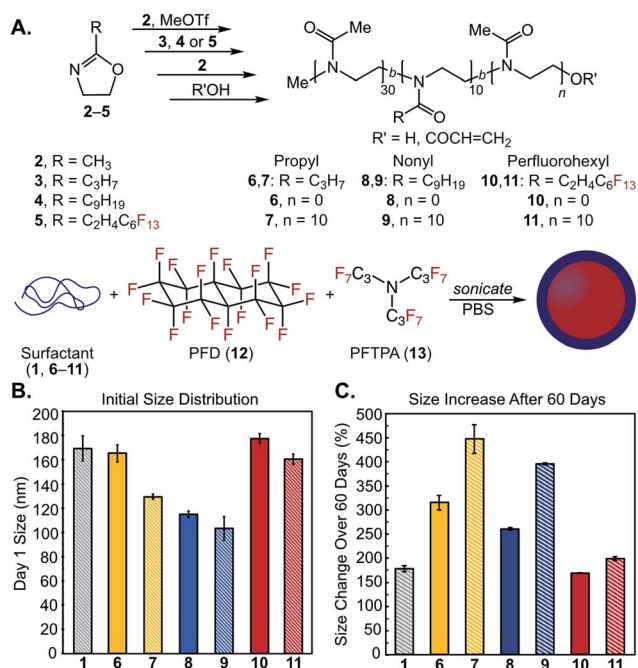 A.
R
N
O
2–5
2, MeOTf
3, 4 or 5
2
R'OH
Me
O
Me
N
b
30
N
R
O
b
10
Me
O
N
n
OR'
R' = H, COCH=CH₂
2, R = CH₃
3, R = C₃H₇
4, R = C₉H₁₉
5, R = C₂H₄C₆F₁₃
Propyl
6,7: R = C₃H₇
6, n = 0
7, n = 10
Nonyl
8,9: R = C₉H₁₉
8, n = 0
9, n = 10
Perfluorohexyl
10,11: R = C₂H₄C₆F₁₃
10, n = 0
11, n = 10
Surfactant
(1, 6–11)
+
F F F F F F F F F F F F F F F F F F
PFD (12)
+
F₇C₃ N C₃F₇
C₃F₇
PFTPA (13)
sonicate
PBS
B.
Initial Size Distribution
Day 1 Size (nm)
200
180
160
140
120
100
80
60
40
20
0
1 6 7 8 9 10 11
C.
Size Increase After 60 Days
Size Change Over 60 Days (%)
500
450
400
350
300
250
200
150
100
50
0
1 6 7 8 9 10 11